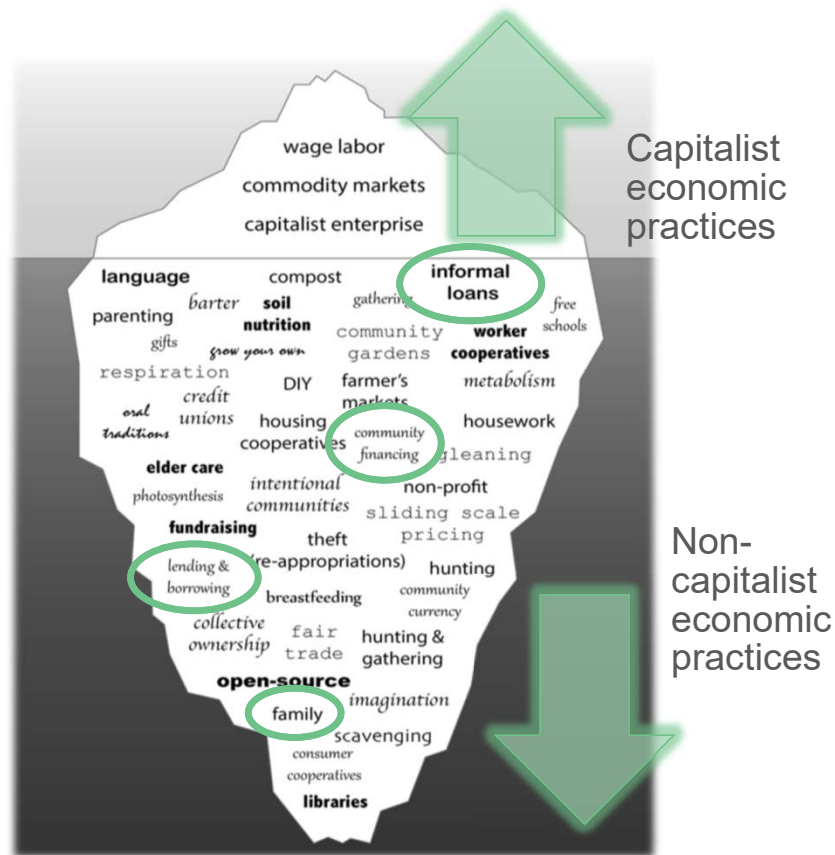 wage labor
commodity markets
capitalist enterprise
Capitalist
economic
practices
language
compost
informal
loans
parenting
barter
soil
nutrition
gathering
free
schools
gifts
grow your own
community
gardens
worker
cooperatives
respiration
credit
unions
DIY
farmer's
markets
metabolism
oral
traditions
housing
cooperatives
community
financing
housework
gleaning
elder care
photosynthesis
intentional
communities
non-profit
sliding scale
pricing
fundraising
theft
(re-appropriations)
hunting
lending &
borrowing
breastfeeding
community
currency
collective
ownership
fair
trade
hunting &
gathering
open-source
imagination
family
scavenging
consumer
cooperatives
libraries
Non-
capitalist
economic
practices